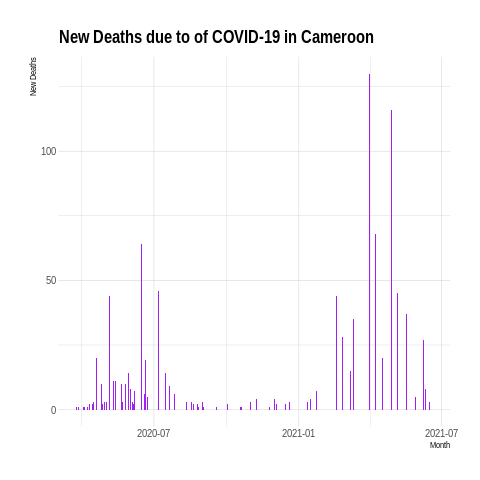 New Deaths due to of COVID-19 in Cameroon
New Deaths
100
50
0
2020-07
2021-01
2021-07
Month